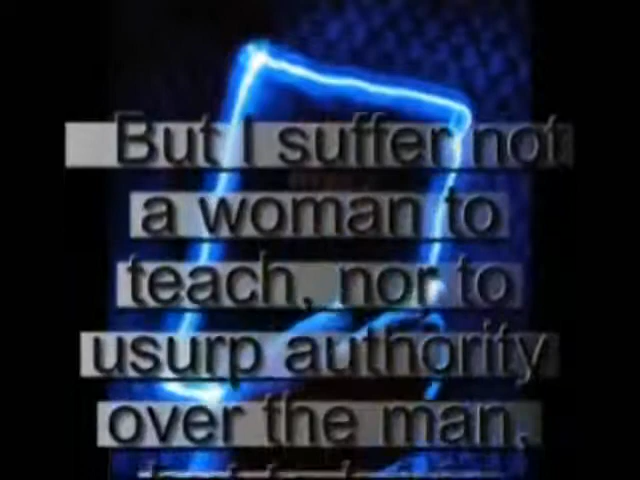 But I suffer not
a woman to
teach, nor to
usurp authority
over the man,